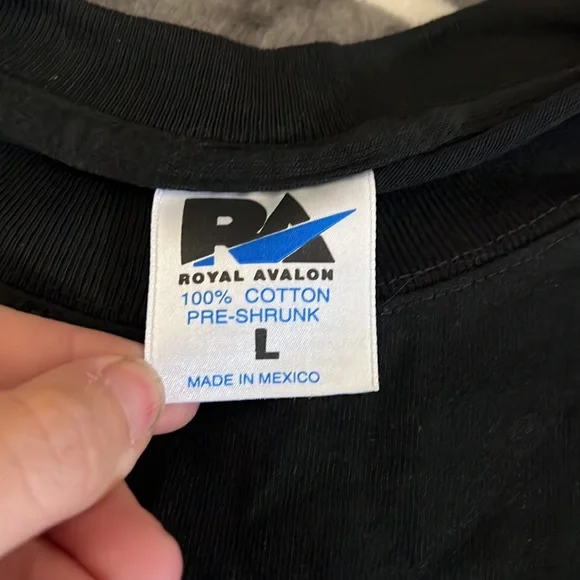 RA
ROYAL AVALON
100% COTTON
PRE-SHRUNK
L
MADE IN MEXICO